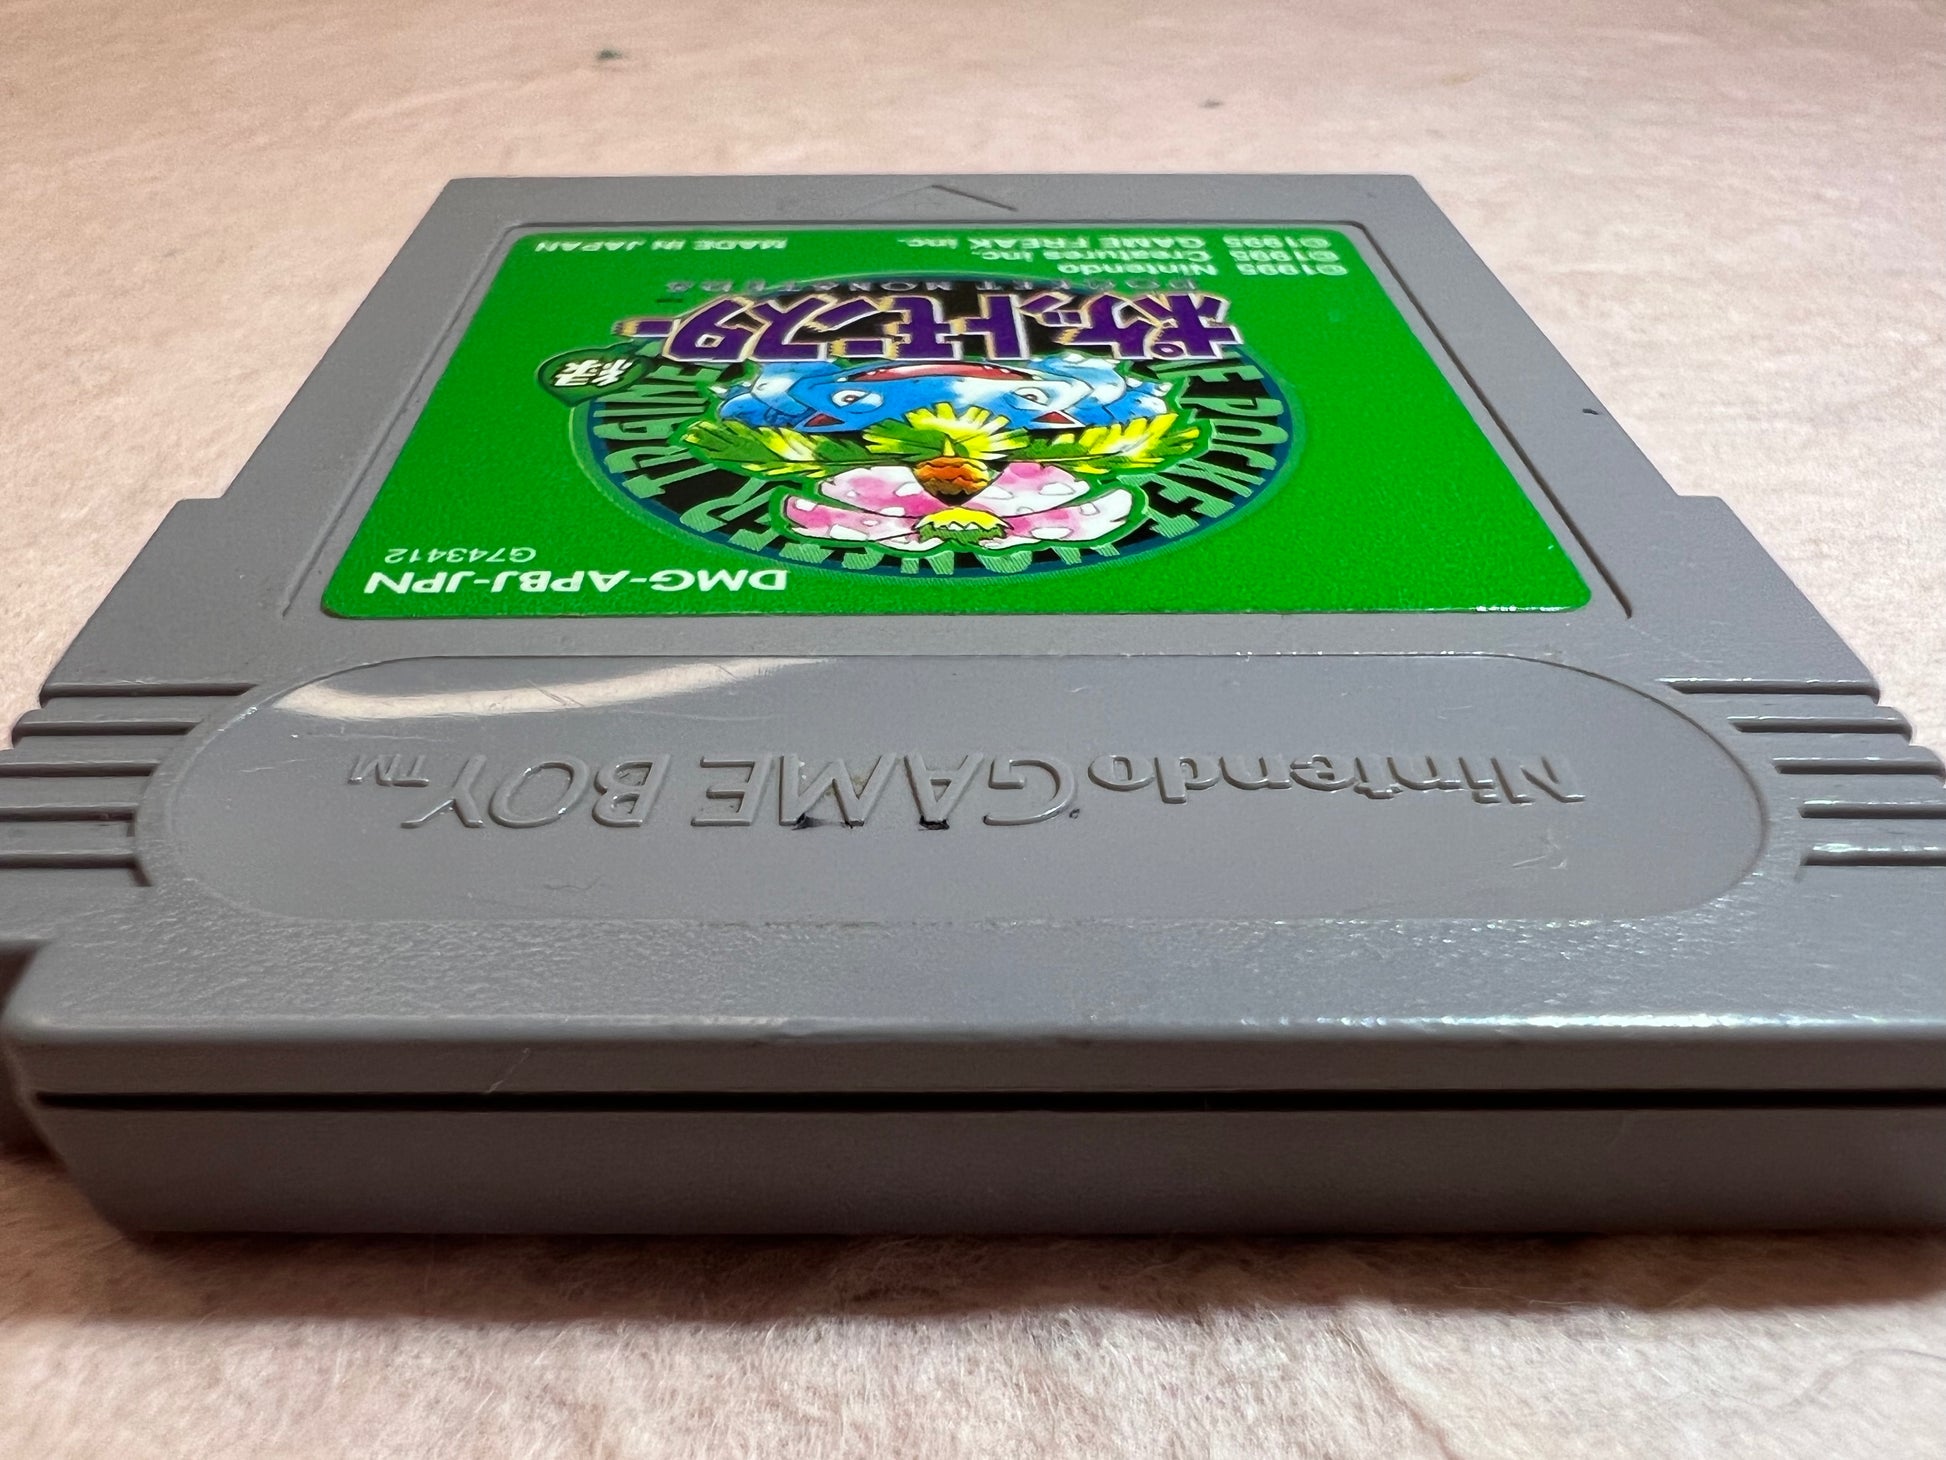 Nintendo GAME BOY™
DMG-APBJ-JPN
G743412
POCKET
緑
ポケットモンスター
POCKET MONSTERS
©1995 Nintendo
©1995 Creatures inc.
©1995 GAME FREAK inc.
MADE IN JAPAN